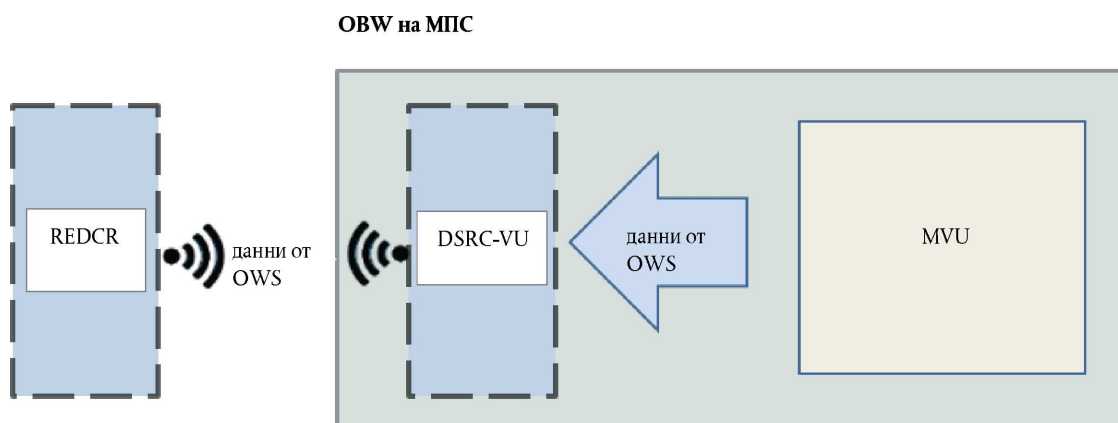 OBW на МПС
REDCR
данни от
OWS
DSRC-VU
данни от
OWS
MVU